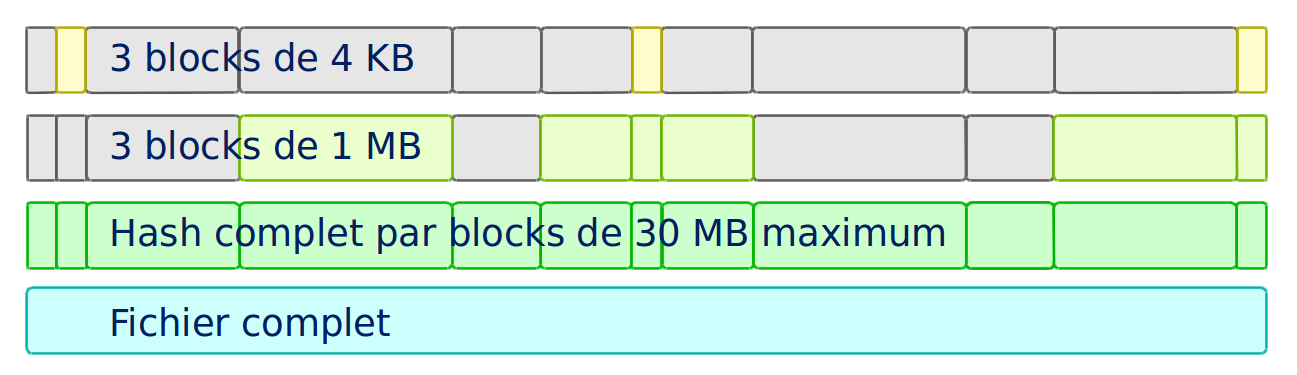 3 blocks de 4 KB
3 blocks de 1 MB
Hash complet par blocks de 30 MB maximum
Fichier complet